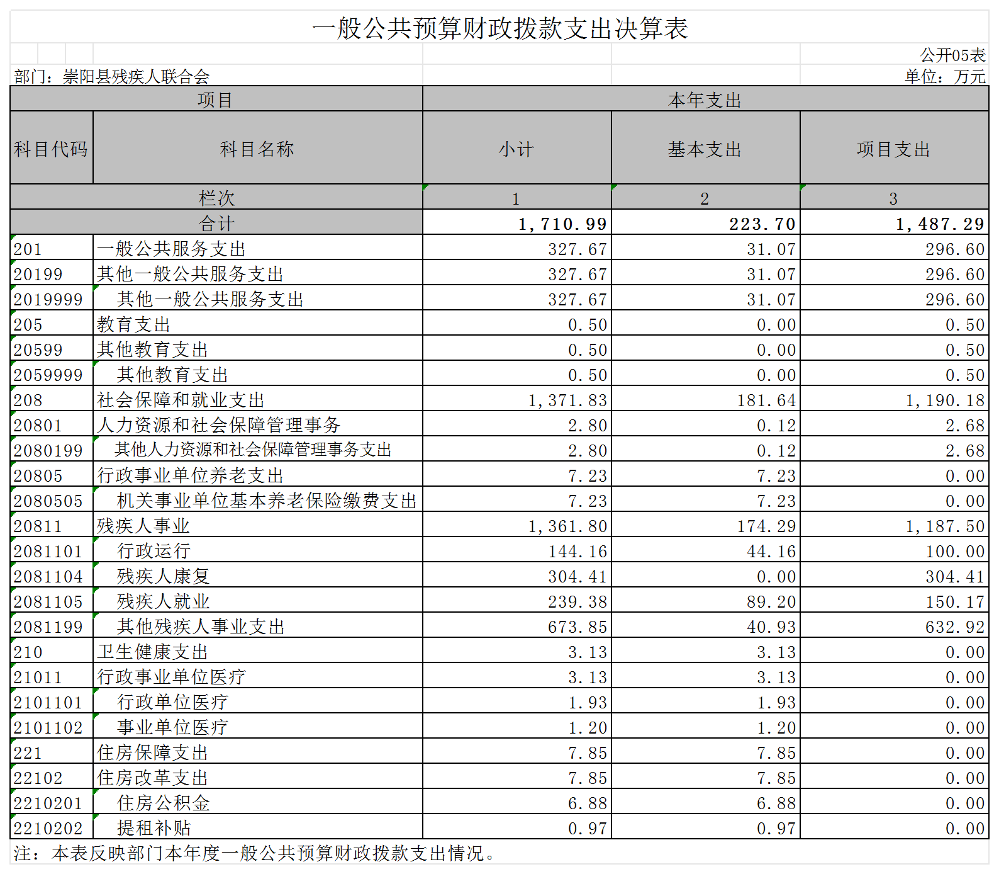 一般公共预算财政拨款支出决算表
公开05表
部门：崇阳县残疾人联合会 单位：万元
项目 本年支出
科目代码 科目名称 小计 基本支出 项目支出
栏次 1 2 3
合计 1,710.99 223.70 1,487.29
201 一般公共服务支出 327.67 31.07 296.60
20199 其他一般公共服务支出 327.67 31.07 296.60
2019999 其他一般公共服务支出 327.67 31.07 296.60
205 教育支出 0.50 0.00 0.50
20599 其他教育支出 0.50 0.00 0.50
2059999 其他教育支出 0.50 0.00 0.50
208 社会保障和就业支出 1,371.83 181.64 1,190.18
20801 人力资源和社会保障管理事务 2.80 0.12 2.68
2080199 其他人力资源和社会保障管理事务支出 2.80 0.12 2.68
20805 行政事业单位养老支出 7.23 7.23 0.00
2080505 机关事业单位基本养老保险缴费支出 7.23 7.23 0.00
20811 残疾人事业 1,361.80 174.29 1,187.50
2081101 行政运行 144.16 44.16 100.00
2081104 残疾人康复 304.41 0.00 304.41
2081105 残疾人就业 239.38 89.20 150.17
2081199 其他残疾人事业支出 673.85 40.93 632.92
210 卫生健康支出 3.13 3.13 0.00
21011 行政事业单位医疗 3.13 3.13 0.00
2101101 行政单位医疗 1.93 1.93 0.00
2101102 事业单位医疗 1.20 1.20 0.00
221 住房保障支出 7.85 7.85 0.00
22102 住房改革支出 7.85 7.85 0.00
2210201 住房公积金 6.88 6.88 0.00
2210202 提租补贴 0.97 0.97 0.00
注：本表反映部门本年度一般公共预算财政拨款支出情况。